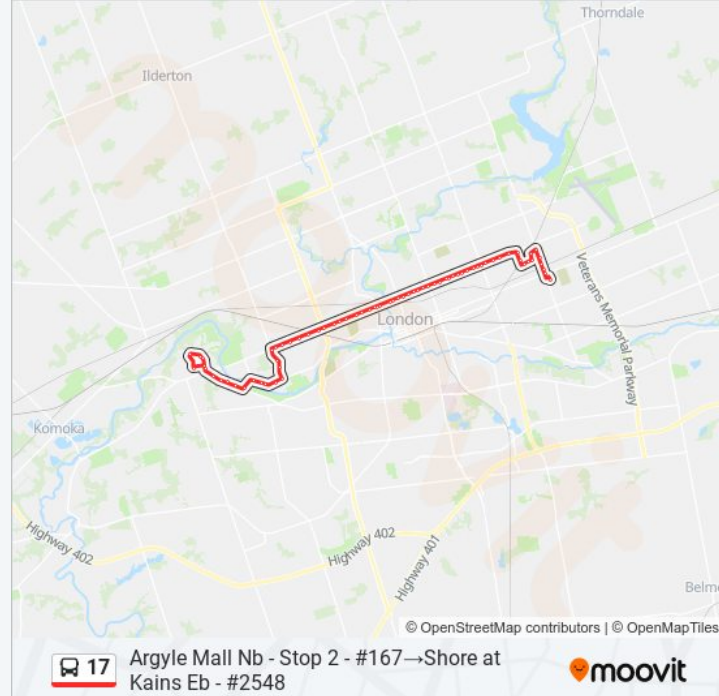 Thorndale
Ilderton
Veterans Memorial Parkway
London
Komoka
Highway 402
Highway 402
Highway 401
Belm
© OpenStreetMap contributors | © OpenMapTiles
17
Argyle Mall Nb - Stop 2 - #167→Shore at
Kains Eb - #2548
moovit